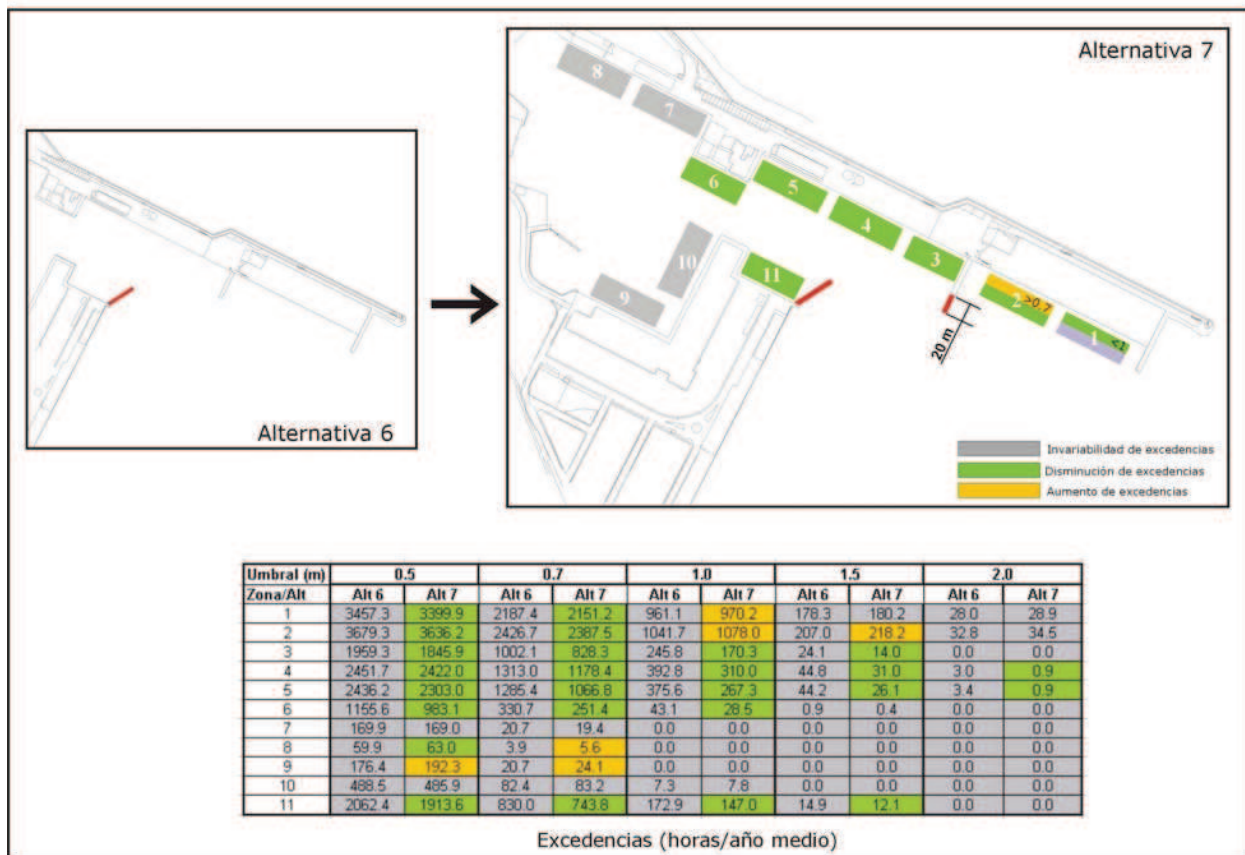 Alternativa 7
8
7
6
5
4
3
10
11
9
2
>0.7
1
<1
20 m
Alternativa 6
Invariabilidad de excedencias
Disminución de excedencias
Aumento de excedencias
Umbral (m) 0.5 0.7 1.0 1.5 2.0
Zona/Alt Alt 6 Alt 7 Alt 6 Alt 7 Alt 6 Alt 7 Alt 6 Alt 7 Alt 6 Alt 7
1 3457.3 3399.9 2187.4 2151.2 961.1 970.2 178.3 180.2 28.0 28.9
2 3679.3 3636.2 2426.7 2387.5 1041.7 1078.0 207.0 218.2 32.8 34.5
3 1959.3 1845.9 1002.1 828.3 245.8 170.3 24.1 14.0 0.0 0.0
4 2451.7 2422.0 1313.0 1178.4 392.8 310.0 44.8 31.0 3.0 0.9
5 2436.2 2303.0 1285.4 1066.8 375.6 267.3 44.2 26.1 3.4 0.9
6 1155.6 983.1 330.7 251.4 43.1 28.5 0.9 0.4 0.0 0.0
7 169.9 169.0 20.7 19.4 0.0 0.0 0.0 0.0 0.0 0.0
8 59.9 63.0 3.9 5.6 0.0 0.0 0.0 0.0 0.0 0.0
9 176.4 192.3 20.7 24.1 0.0 0.0 0.0 0.0 0.0 0.0
10 488.5 485.9 82.4 83.2 7.3 7.8 0.0 0.0 0.0 0.0
11 2062.4 1913.6 830.0 743.8 172.9 147.0 14.9 12.1 0.0 0.0
Excedencias (horas/año medio)